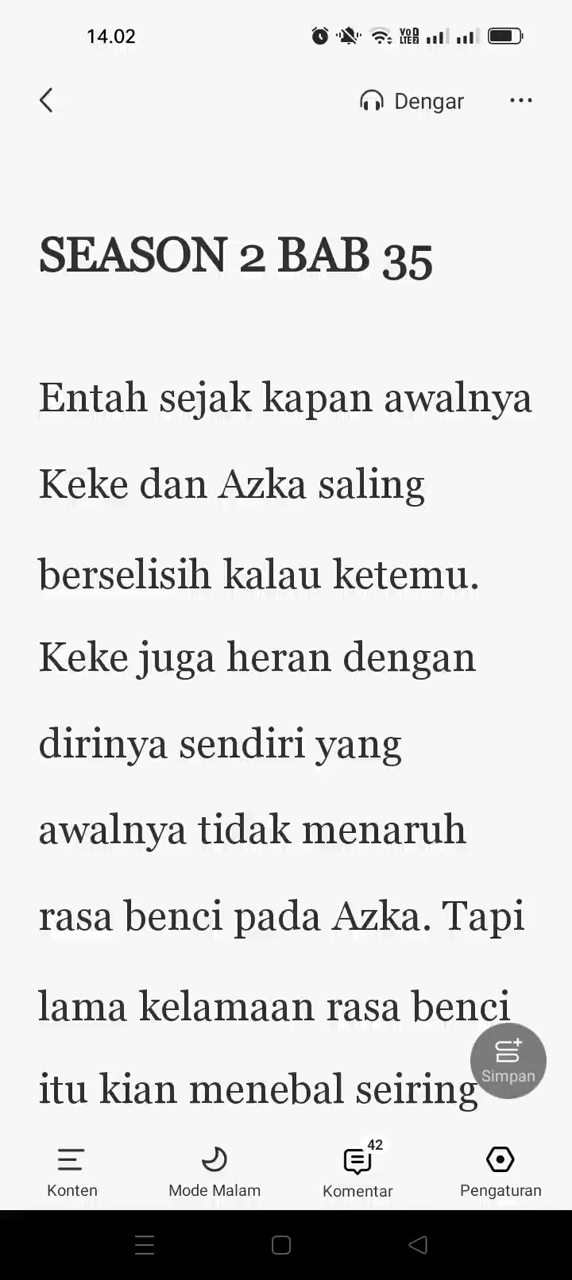 14.02
VoD
LTED
Dengar
SEASON 2 BAB 35
Entah sejak kapan awalnya
Keke dan Azka saling
berselisih kalau ketemu.
Keke juga heran dengan
dirinya sendiri yang
awalnya tidak menaruh
rasa benci pada Azka. Tapi
lama kelamaan rasa benci
itu kian menebal seiring
Simpan
42
Konten
Mode Malam
Komentar
Pengaturan